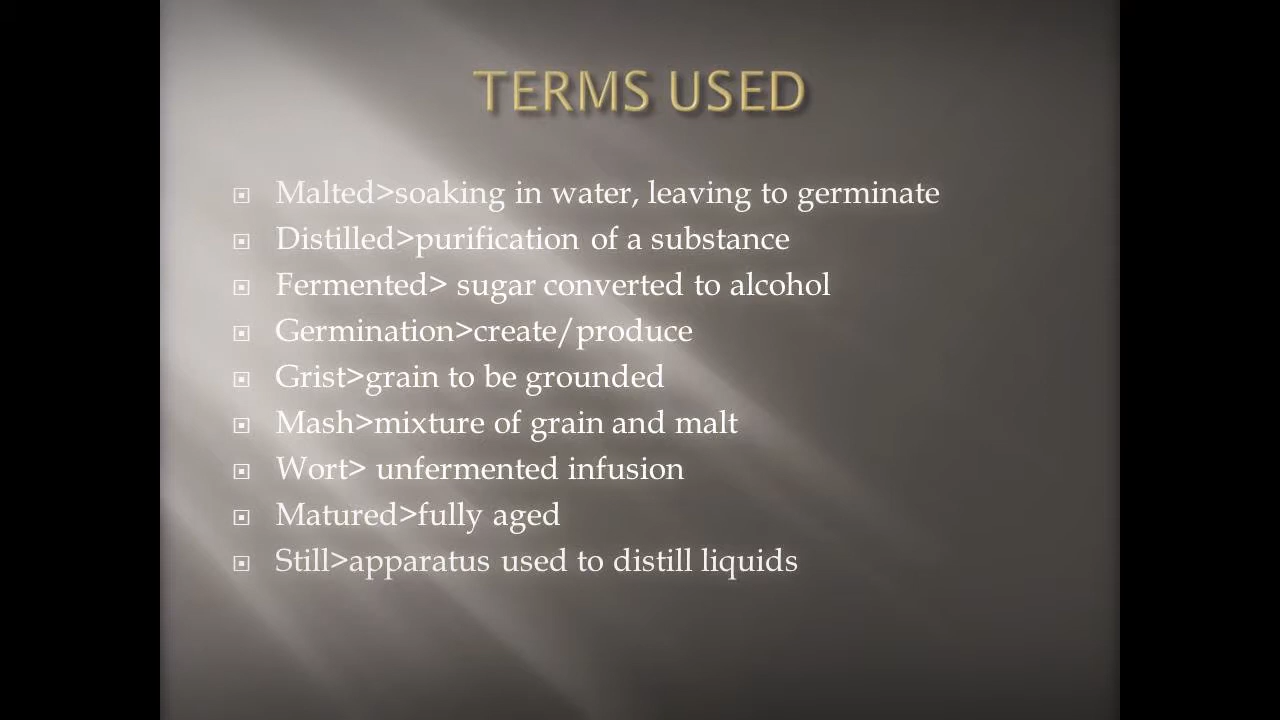 TERMS USED
Malted>soaking in water, leaving to germinate
Distilled>purification of a substance
Fermented> sugar converted to alcohol
Germination>create/produce
Grist>grain to be grounded
Mash>mixture of grain and malt
Wort> unfermented infusion
Matured>fully aged
Still>apparatus used to distill liquids